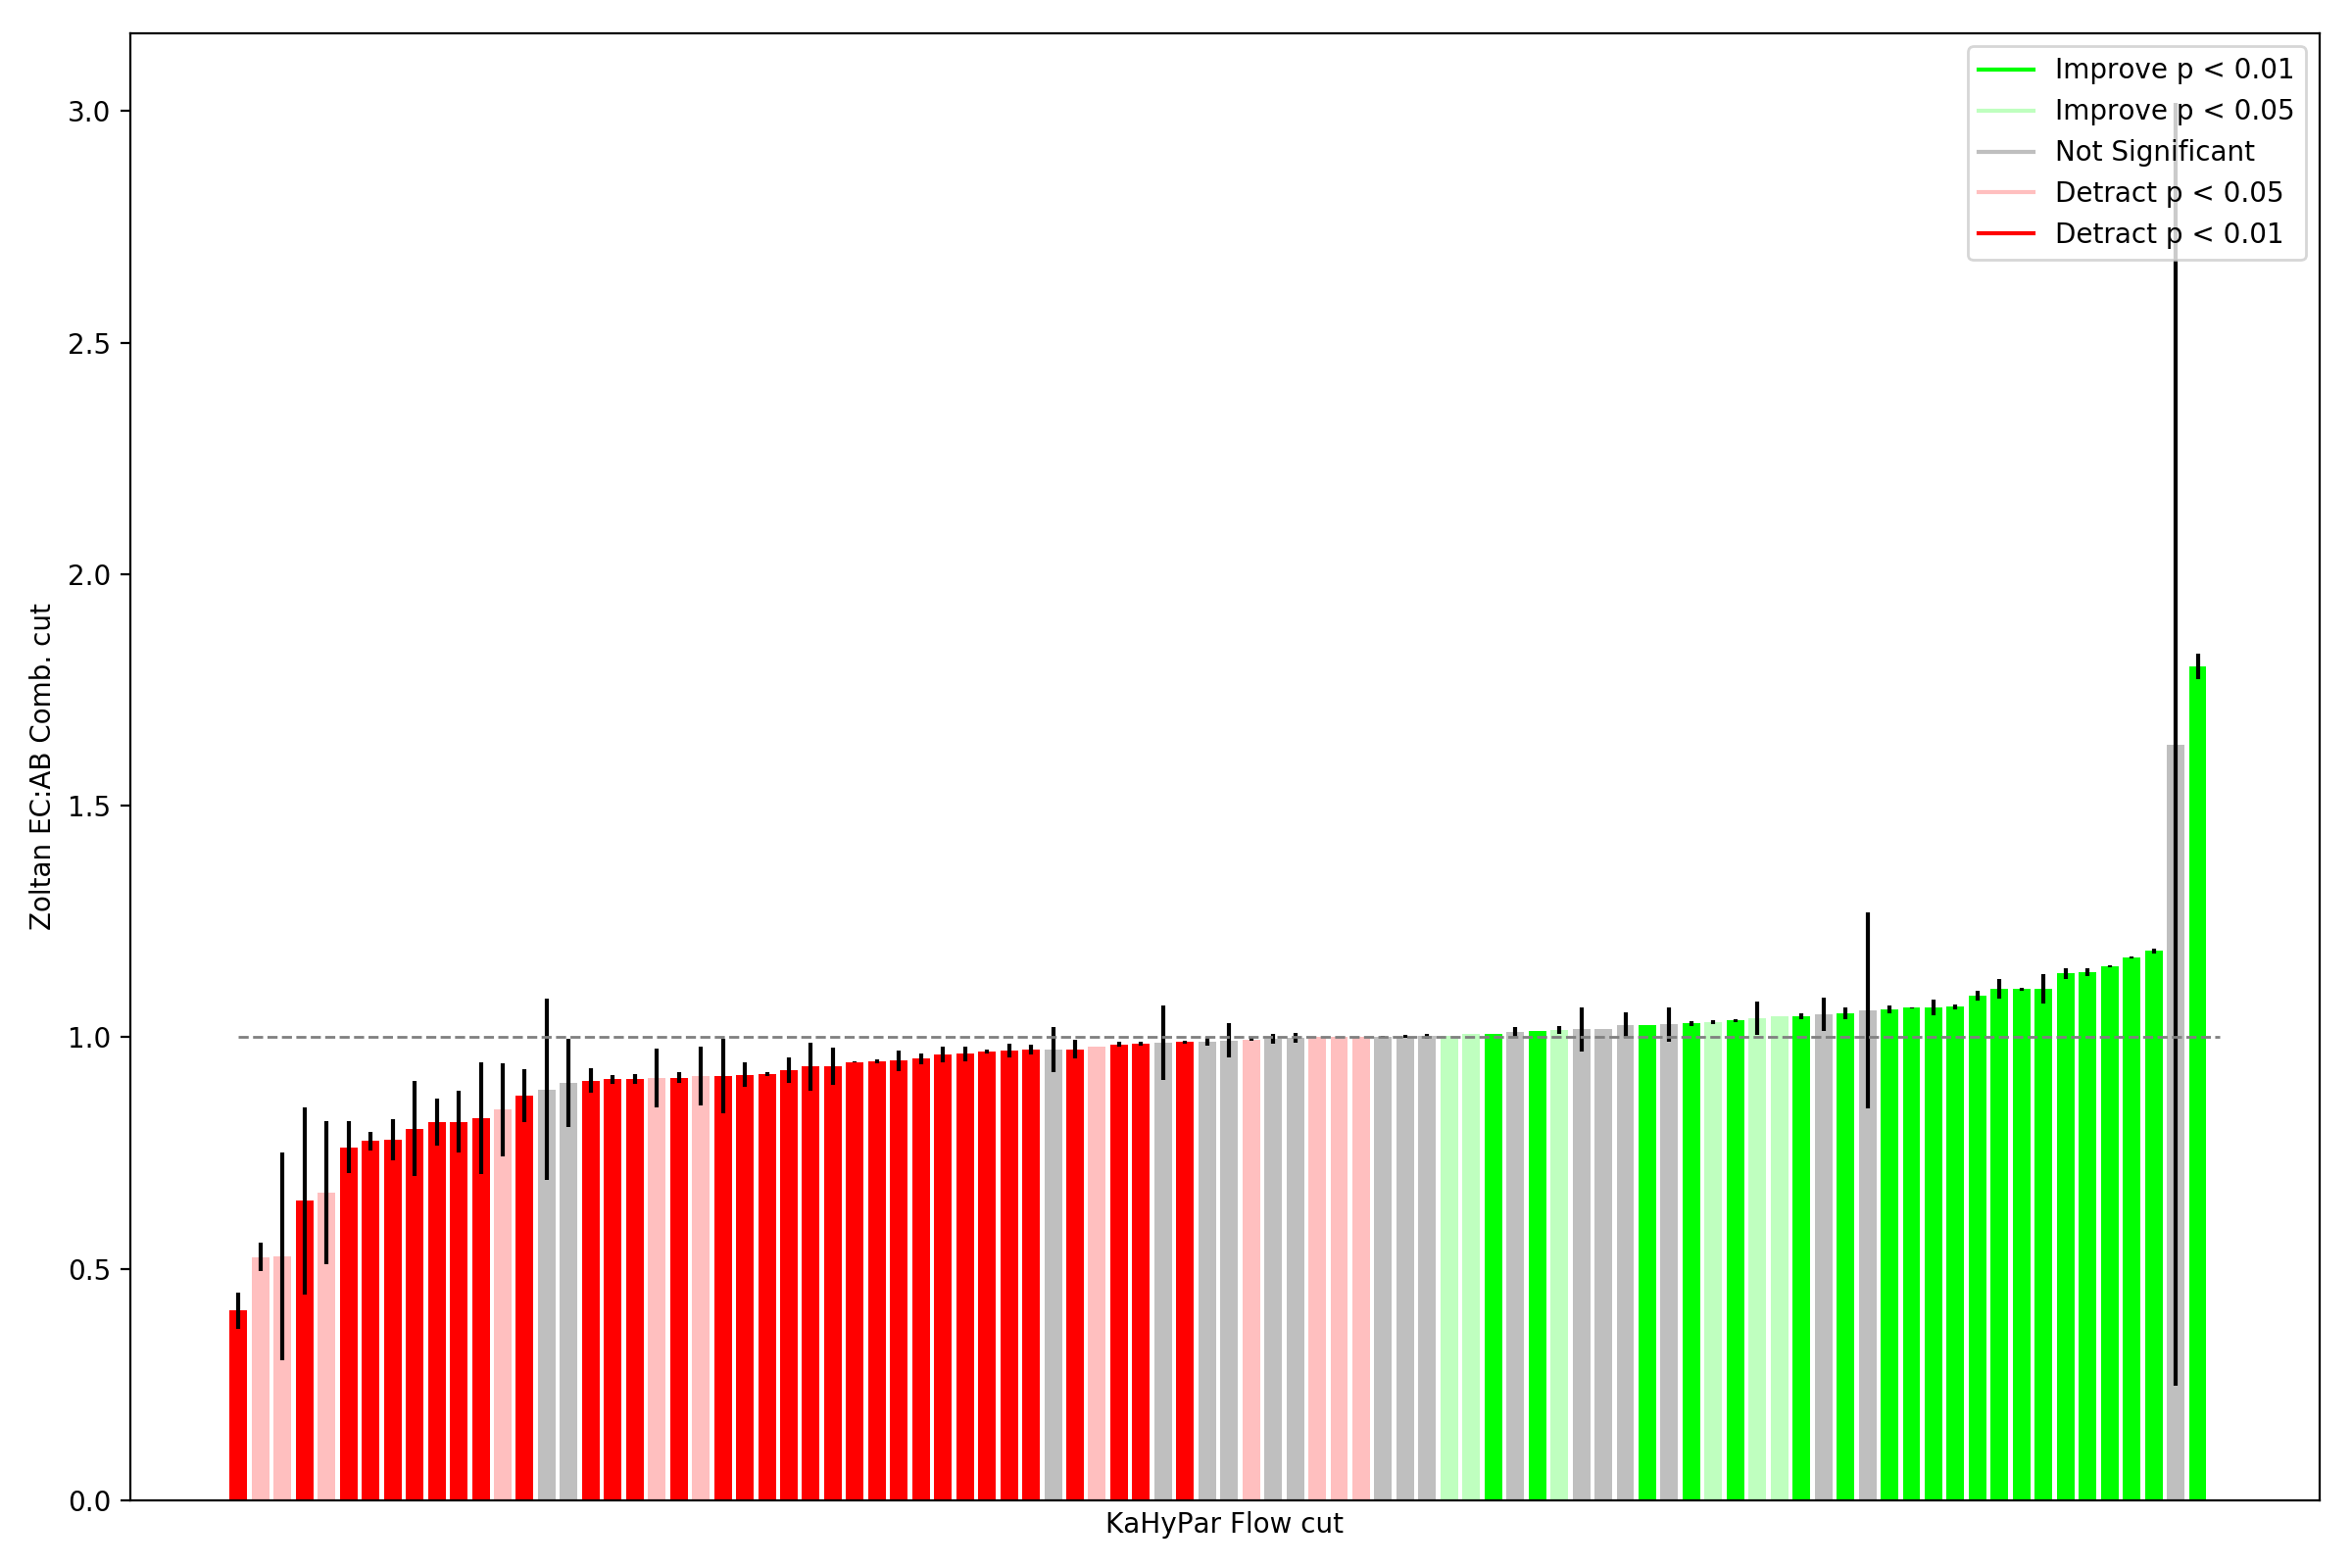 Improve p < 0.01
Improve p < 0.05
Not Significant
Detract p < 0.05
Detract p < 0.01
3.0
2.5
2.0
1.5
1.0
0.5
0.0
Zoltan EC:AB Comb. cut
KaHyPar Flow cut